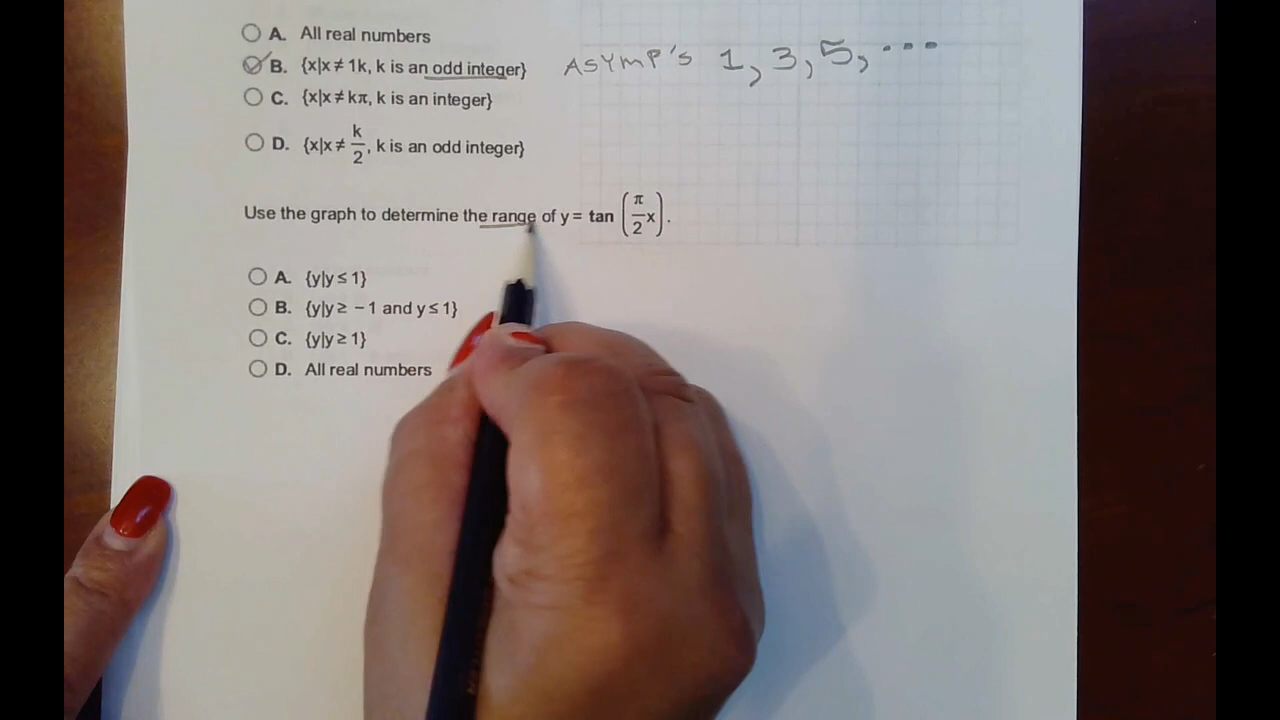 A. All real numbers
B. {x|x ≠ 1k, k is an odd integer} ASYMP'S 1, 3, 5, ...
C. {x|x ≠ kπ, k is an integer}
D. {x|x ≠ k/2, k is an odd integer}
Use the graph to determine the range of y = tan (π/2 x).
A. {y|y ≤ 1}
B. {y|y ≥ −1 and y ≤ 1}
C. {y|y ≥ 1}
D. All real numbers